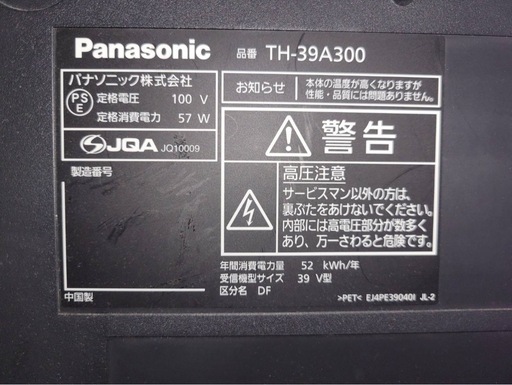 Panasonic 品番 TH-39A300
パナソニック株式会社
PS E 定格電圧 100 V
定格消費電力 57 W
JQA JQ10009
製造番号
お知らせ 本体の温度が高くなりますが
性能・品質には問題ありません。
警告
高圧注意
サービスマン以外の方は、
裏ぶたをあけないでください。
内部には高電圧部分が数多く
あり、万一さわると危険です。
年間消費電力量 52 kWh/年
受信機型サイズ 39 V型
区分名 DF
中国製
>PET< EJ4PE39040I JL-2